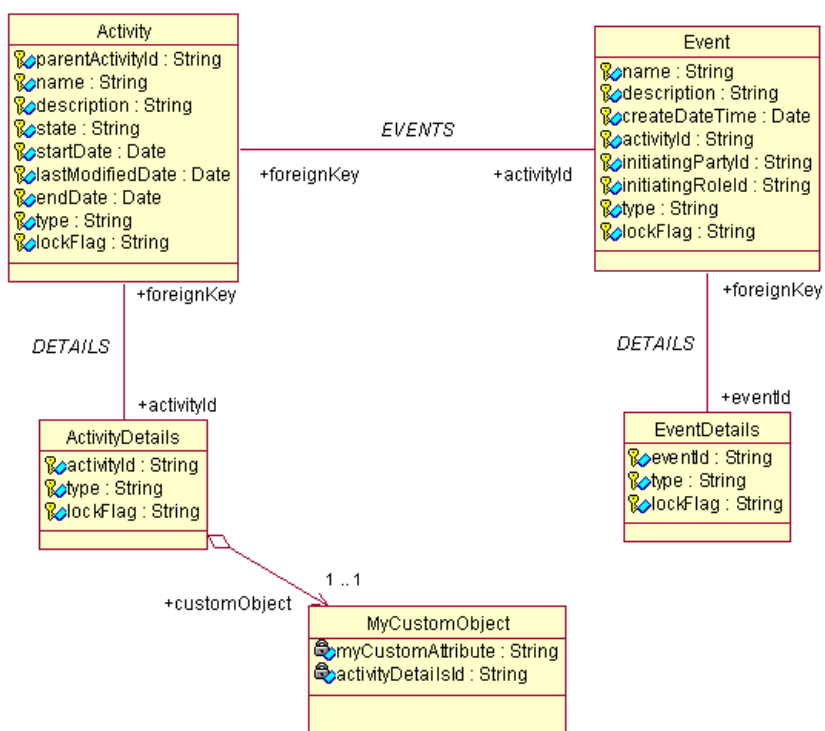 Activity
parentActivityId : String
name : String
description : String
state : String
startDate : Date
lastModifiedDate : Date
endDate : Date
type : String
lockFlag : String
Event
name : String
description : String
createDateTime : Date
activityId : String
initiatingPartyId : String
initiatingRoleId : String
type : String
lockFlag : String
EVENTS
+foreignKey
+activityId
+foreignKey
DETAILS
+activityId
+foreignKey
DETAILS
+eventId
ActivityDetails
activityId : String
type : String
lockFlag : String
EventDetails
eventId : String
type : String
lockFlag : String
1 ..1
+customObject
MyCustomObject
myCustomAttribute : String
activityDetailsId : String